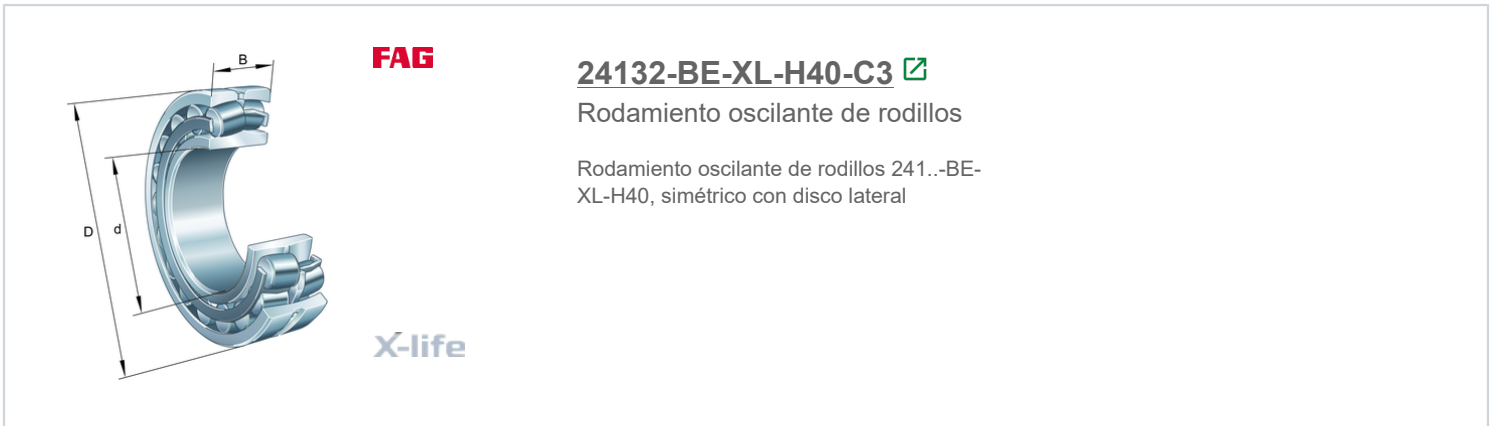 B
FAG
D
d
24132-BE-XL-H40-C3
Rodamiento oscilante de rodillos
Rodamiento oscilante de rodillos 241..-BE-
XL-H40, simétrico con disco lateral
X-life